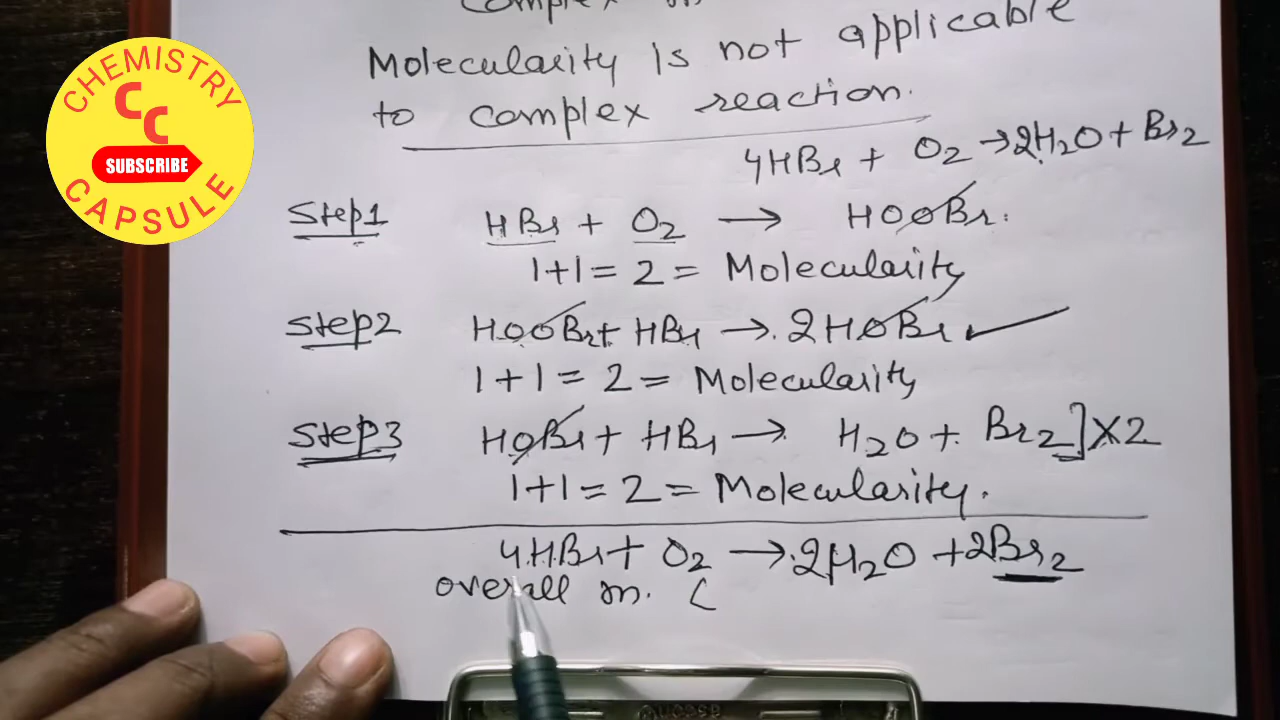 CHEMISTRY
CC
SUBSCRIBE
CAPSULE
complex
Molecularity is not applicable
to complex reaction.
4HBr + O2 → 2H2O + Br2
Step1 HBr + O2 → HOOBr.
1+1 = 2 = Molecularity
Step2 HOOBr + HBr → 2HOBr ✓
1+1 = 2 = Molecularity
Step3 HOBr + HBr → H2O + Br2]×2
1+1 = 2 = Molecularity.
4HBr + O2 → 2H2O + 2Br2
overall rn. (